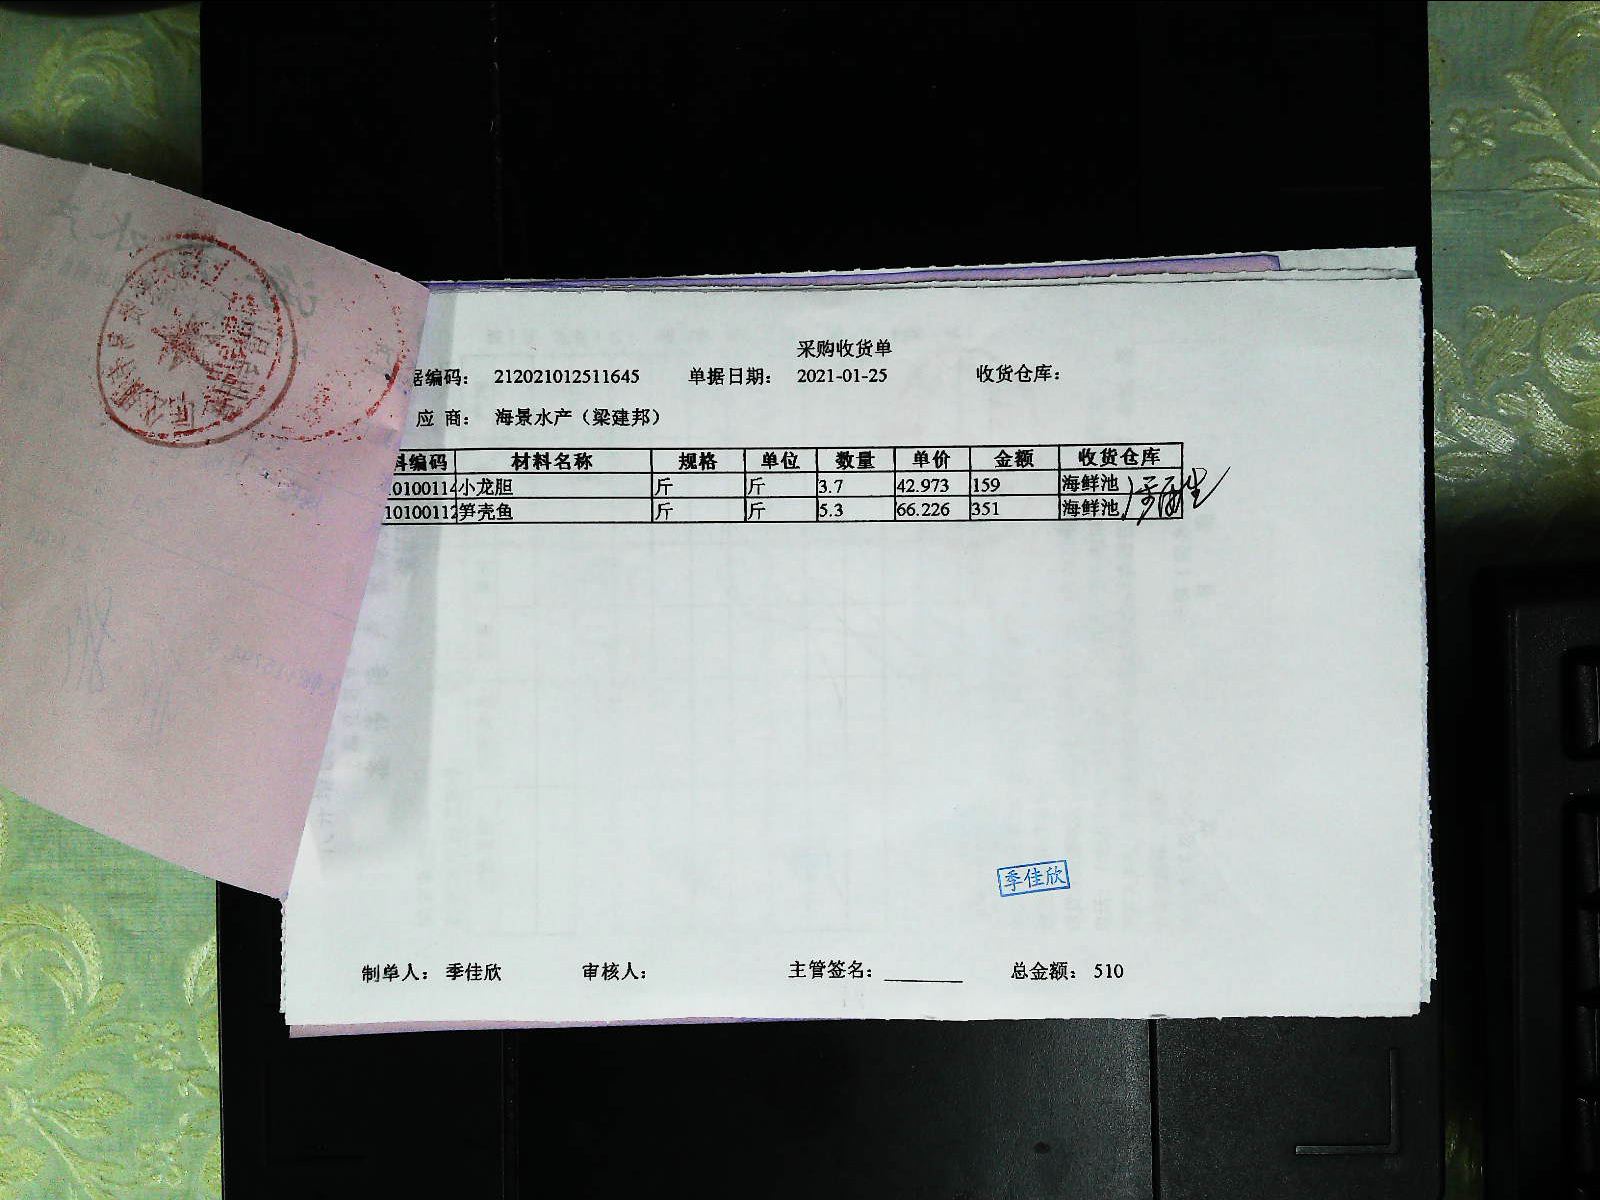 采购收货单
据编码： 212021012511645 单据日期： 2021-01-25 收货仓库：
应 商： 海景水产（梁建邦）
料编码 材料名称 规格 单位 数量 单价 金额 收货仓库
010011 小龙胆 斤 斤 3.7 42.973 159 海鲜池
10100112 笋壳鱼 斤 斤 5.3 66.226 351 海鲜池
季佳欣
制单人： 季佳欣 审核人： 主管签名： 总金额： 510